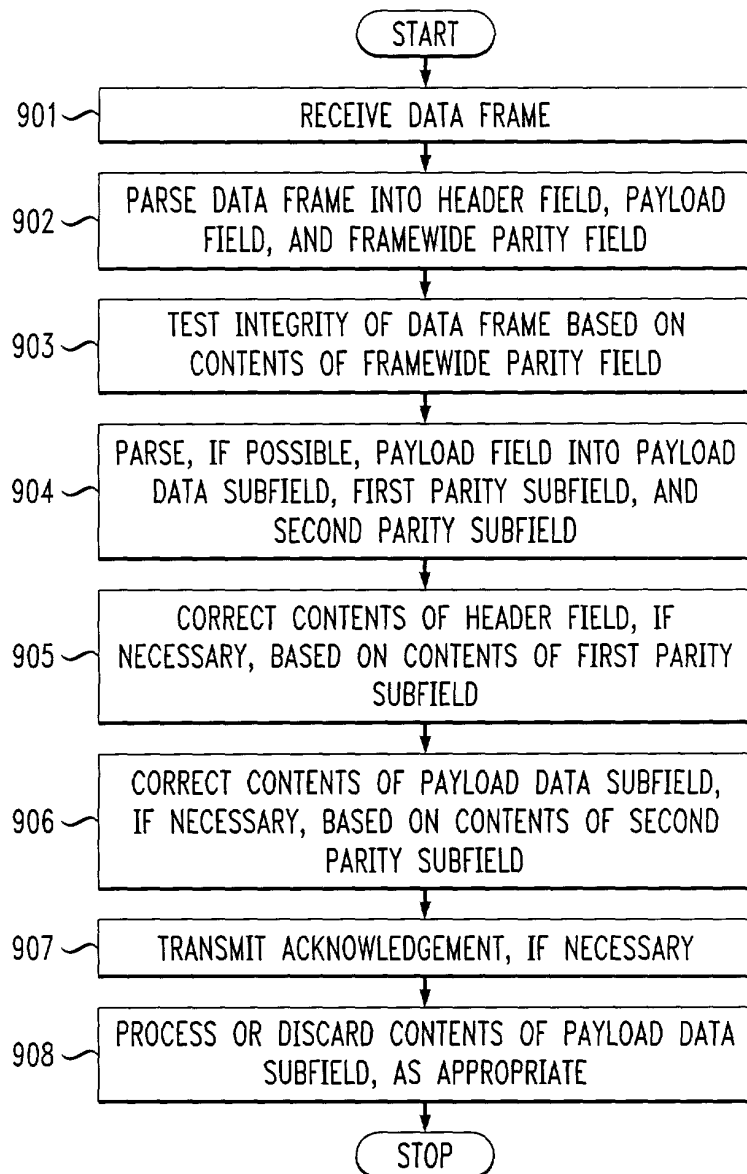 START
901
RECEIVE DATA FRAME
902
PARSE DATA FRAME INTO HEADER FIELD, PAYLOAD
FIELD, AND FRAMEWIDE PARITY FIELD
903
TEST INTEGRITY OF DATA FRAME BASED ON
CONTENTS OF FRAMEWIDE PARITY FIELD
904
PARSE, IF POSSIBLE, PAYLOAD FIELD INTO PAYLOAD
DATA SUBFIELD, FIRST PARITY SUBFIELD, AND
SECOND PARITY SUBFIELD
905
CORRECT CONTENTS OF HEADER FIELD, IF
NECESSARY, BASED ON CONTENTS OF FIRST PARITY
SUBFIELD
906
CORRECT CONTENTS OF PAYLOAD DATA SUBFIELD,
IF NECESSARY, BASED ON CONTENTS OF SECOND
PARITY SUBFIELD
907
TRANSMIT ACKNOWLEDGEMENT, IF NECESSARY
908
PROCESS OR DISCARD CONTENTS OF PAYLOAD DATA
SUBFIELD, AS APPROPRIATE
STOP